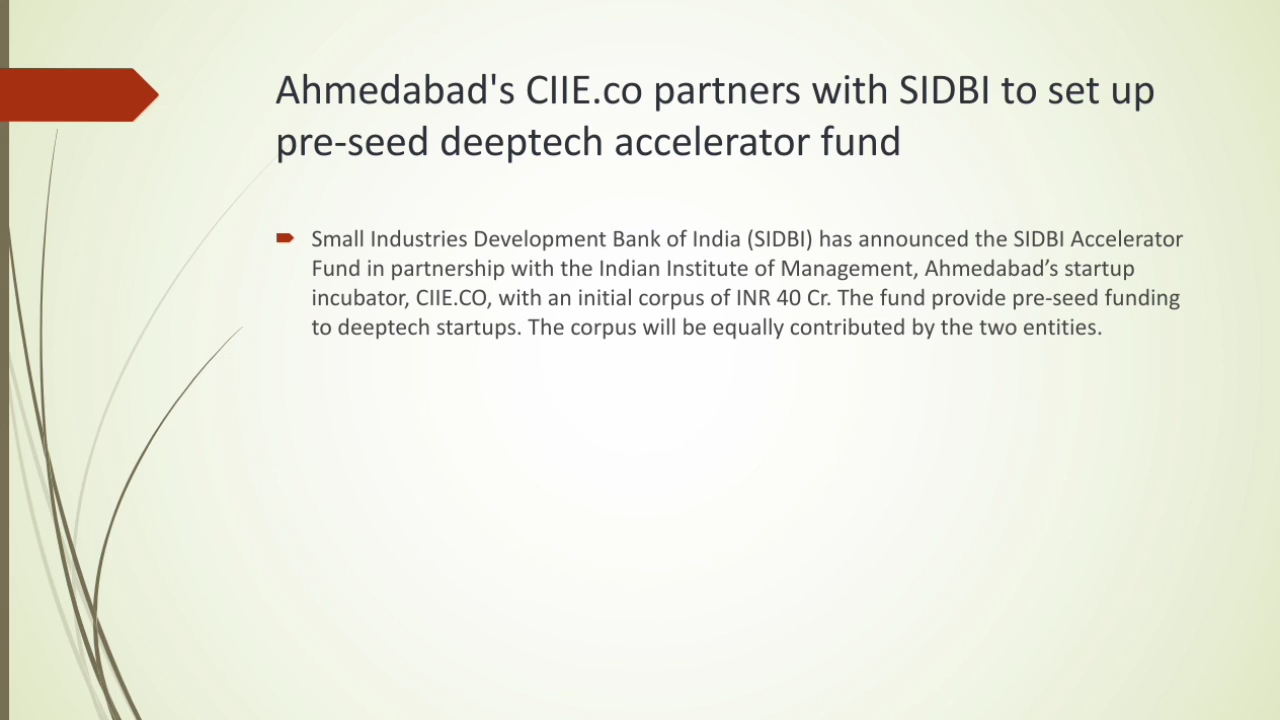 Ahmedabad's CIIE.co partners with SIDBI to set up
pre-seed deeptech accelerator fund
Small Industries Development Bank of India (SIDBI) has announced the SIDBI Accelerator
Fund in partnership with the Indian Institute of Management, Ahmedabad’s startup
incubator, CIIE.CO, with an initial corpus of INR 40 Cr. The fund provide pre-seed funding
to deeptech startups. The corpus will be equally contributed by the two entities.